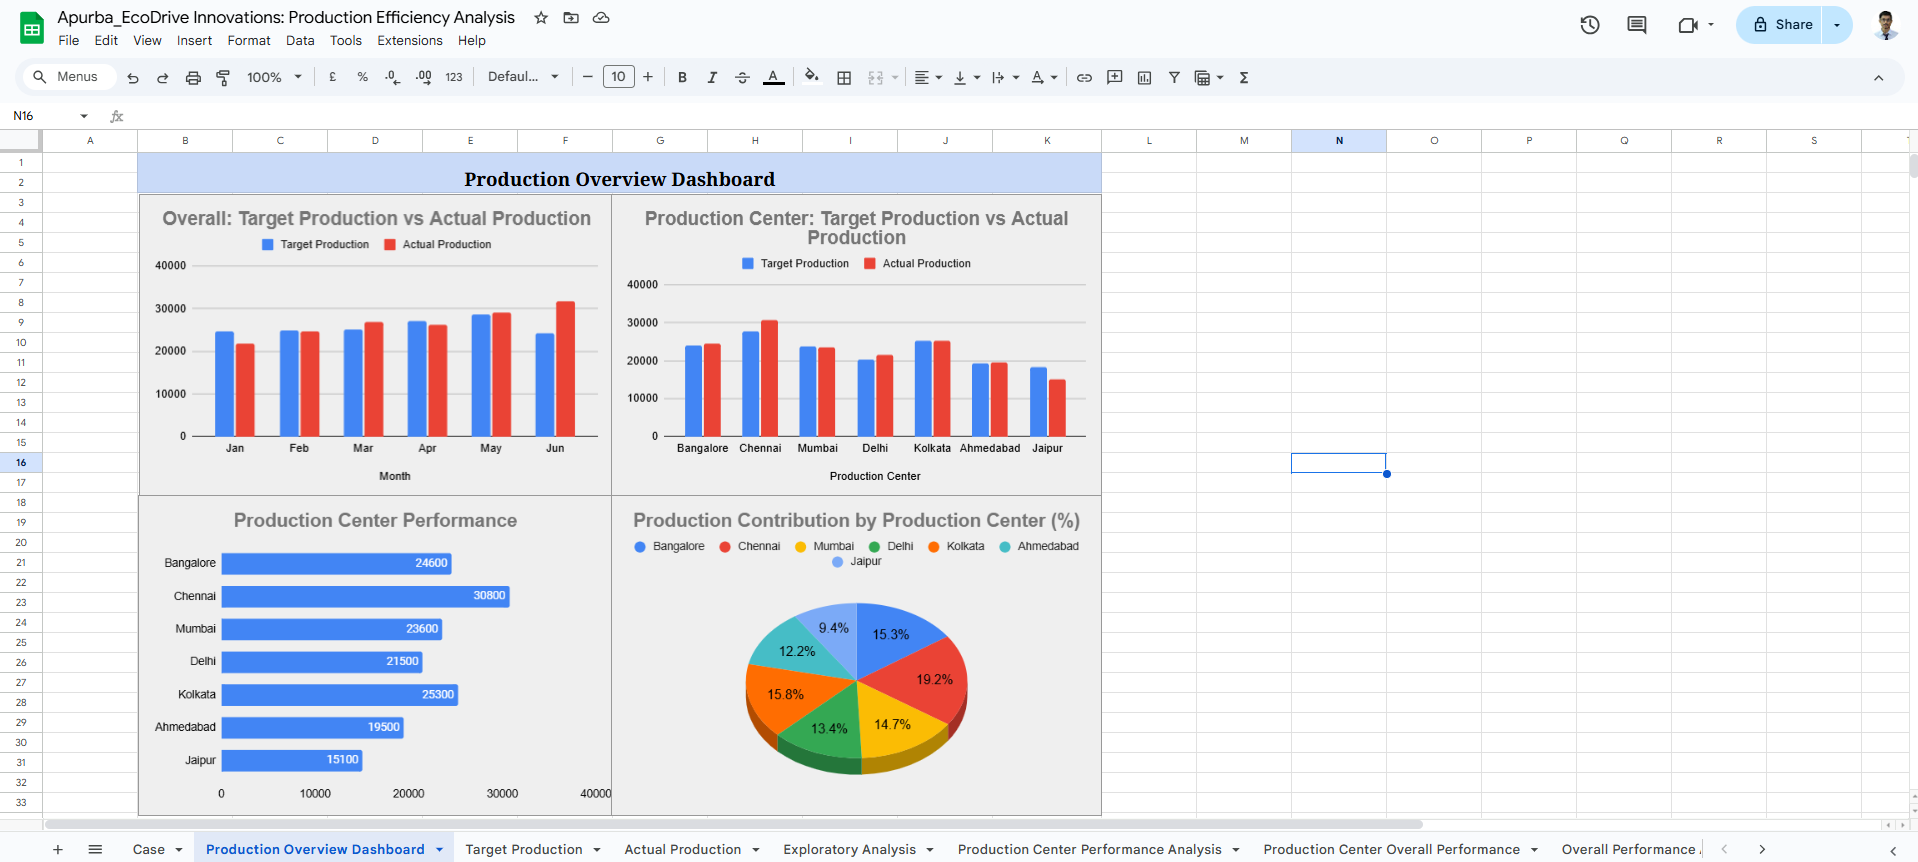 Apurba_EcoDrive Innovations: Production Efficiency Analysis
File Edit View Insert Format Data Tools Extensions Help
Share
Menus 100% £ % .0 .00 123 Defaul... 10 B I S A
N16 fx
A B C D E F G H I J K L M N O P Q R S
1
2
3
4
5
6
7
8
9
10
11
12
13
14
15
16
17
18
19
20
21
22
23
24
25
26
27
28
29
30
31
32
33
Production Overview Dashboard
Overall: Target Production vs Actual Production
Target Production Actual Production
40000
30000
20000
10000
0
Jan Feb Mar Apr May Jun
Month
Production Center: Target Production vs Actual
Production
Target Production Actual Production
40000
30000
20000
10000
0
Bangalore Chennai Mumbai Delhi Kolkata Ahmedabad Jaipur
Production Center
Production Center Performance
Bangalore 24600
Chennai 30800
Mumbai 23600
Delhi 21500
Kolkata 25300
Ahmedabad 19500
Jaipur 15100
0 10000 20000 30000 40000
Production Contribution by Production Center (%)
Bangalore Chennai Mumbai Delhi Kolkata Ahmedabad
Jaipur
9.4% 15.3%
12.2%
19.2%
15.8%
14.7%
13.4%
Case Production Overview Dashboard Target Production Actual Production Exploratory Analysis Production Center Performance Analysis Production Center Overall Performance Overall Performance